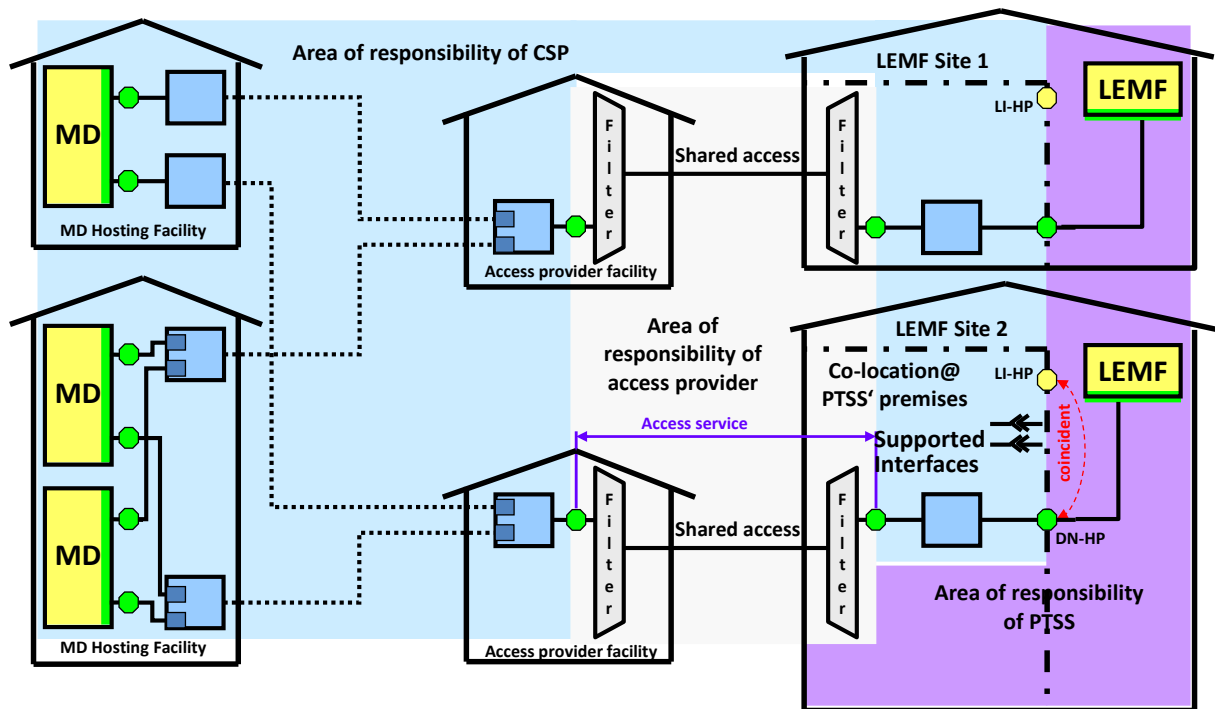 Area of responsibility of CSP
MD
MD Hosting Facility
Filter
Access provider facility
Shared access
Filter
LEMF Site 1
LI-HP
LEMF
MD
MD
MD Hosting Facility
Area of
responsibility of
access provider
Access service
Filter
Access provider facility
Shared access
Filter
LEMF Site 2
Co-location@
PTSS‘ premises
LI-HP
LEMF
Supported
Interfaces
coincident
DN-HP
Area of responsibility
of PTSS